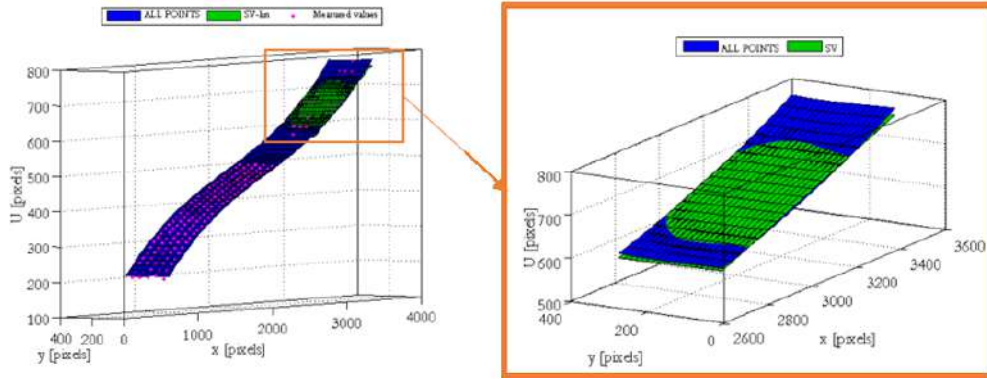 ALL POINTS SV-lin Measured values
800
700
600
500
400
300
200
100
U [pixels]
400 200 0
y [pixels]
1000 2000 3000 4000
x [pixels]
ALL POINTS SV
800
700
600
500
U [pixels]
400
200
0
y [pixels]
2600
2800
3000
3200
3400
3600
x [pixels]